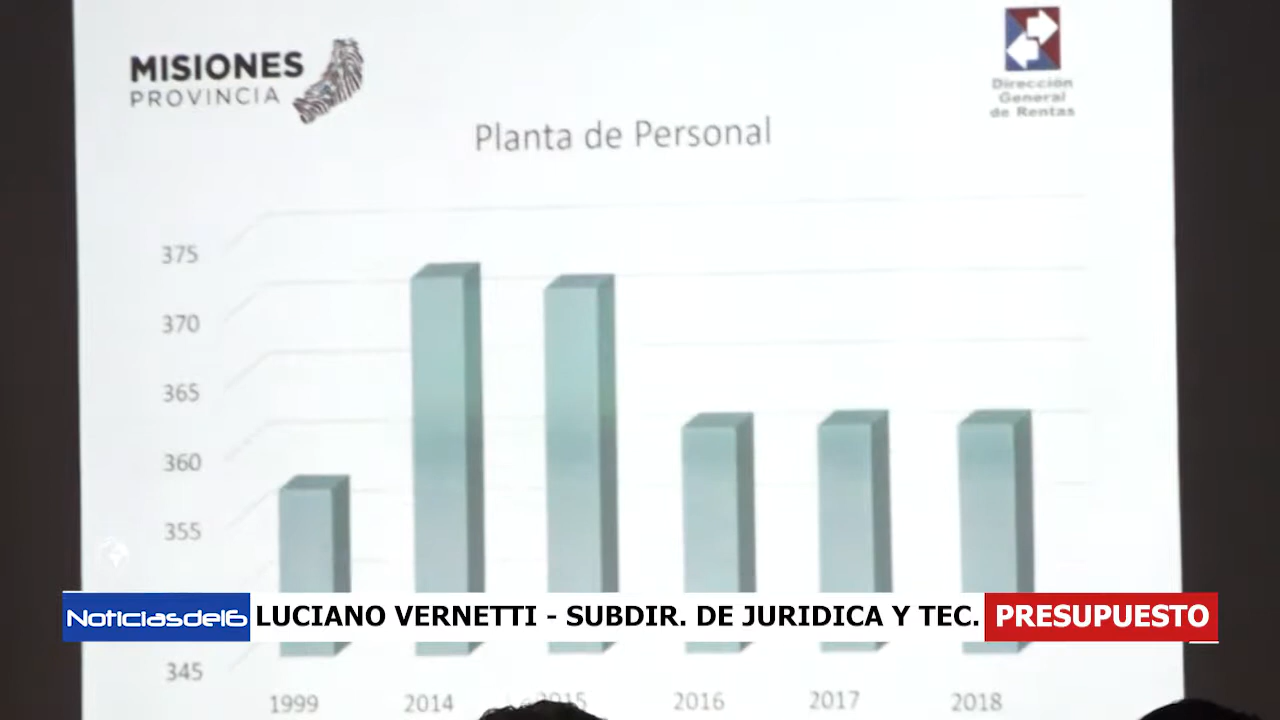 MISIONES
PROVINCIA
Dirección
General
de Rentas
Planta de Personal
375
370
365
360
355
345
1999 2014 2015 2016 2017 2018
Noticiasdel6 LUCIANO VERNETTI - SUBDIR. DE JURIDICA Y TEC. PRESUPUESTO